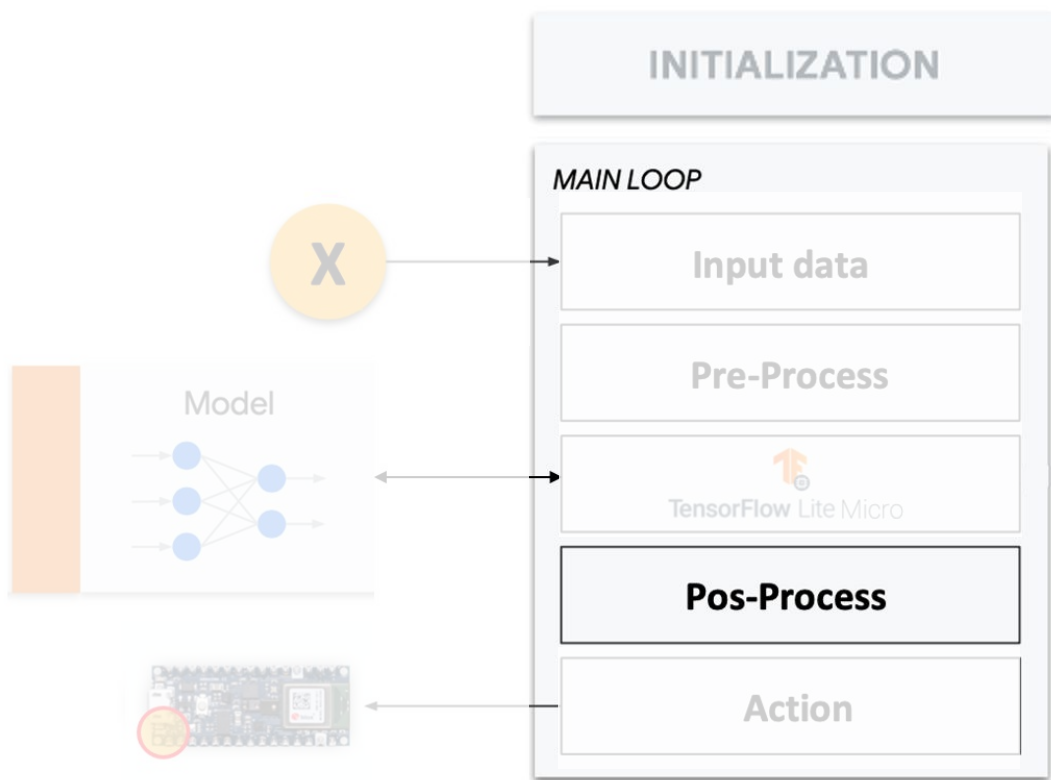 INITIALIZATION
MAIN LOOP
X
Input data
Pre-Process
Model
TensorFlow Lite Micro
Pos-Process
Action